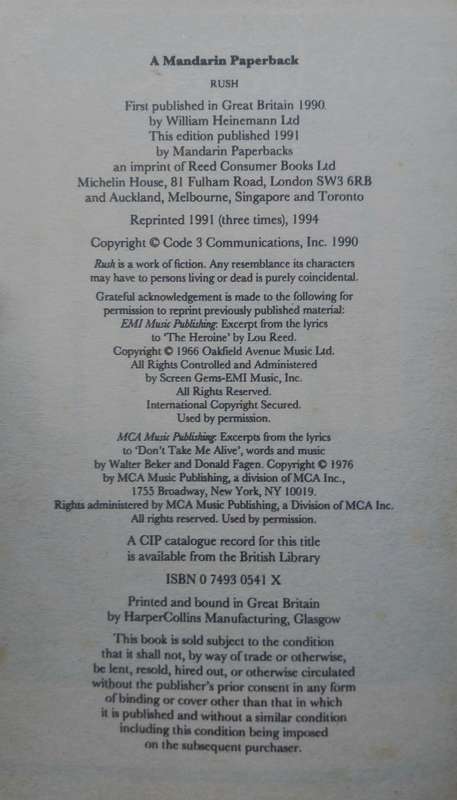 A Mandarin Paperback
RUSH
First published in Great Britain 1990
by William Heinemann Ltd
This edition published 1991
by Mandarin Paperbacks
an imprint of Reed Consumer Books Ltd
Michelin House, 81 Fulham Road, London SW3 6RB
and Auckland, Melbourne, Singapore and Toronto
Reprinted 1991 (three times), 1994
Copyright © Code 3 Communications, Inc. 1990
Rush is a work of fiction. Any resemblance its characters
may have to persons living or dead is purely coincidental.
Grateful acknowledgement is made to the following for
permission to reprint previously published material:
EMI Music Publishing: Excerpt from the lyrics
to 'The Heroine' by Lou Reed.
Copyright © 1966 Oakfield Avenue Music Ltd.
All Rights Controlled and Administered
by Screen Gems-EMI Music, Inc.
All Rights Reserved.
International Copyright Secured.
Used by permission.
MCA Music Publishing: Excerpts from the lyrics
to 'Don't Take Me Alive', words and music
by Walter Beker and Donald Fagen. Copyright © 1976
by MCA Music Publishing, a division of MCA Inc.,
1755 Broadway, New York, NY 10019.
Rights administered by MCA Music Publishing, a Division of MCA Inc.
All rights reserved. Used by permission.
A CIP catalogue record for this title
is available from the British Library
ISBN 0 7493 0541 X
Printed and bound in Great Britain
by HarperCollins Manufacturing, Glasgow
This book is sold subject to the condition
that it shall not, by way of trade or otherwise,
be lent, resold, hired out, or otherwise circulated
without the publisher's prior consent in any form
of binding or cover other than that in which
it is published and without a similar condition
including this condition being imposed
on the subsequent purchaser.